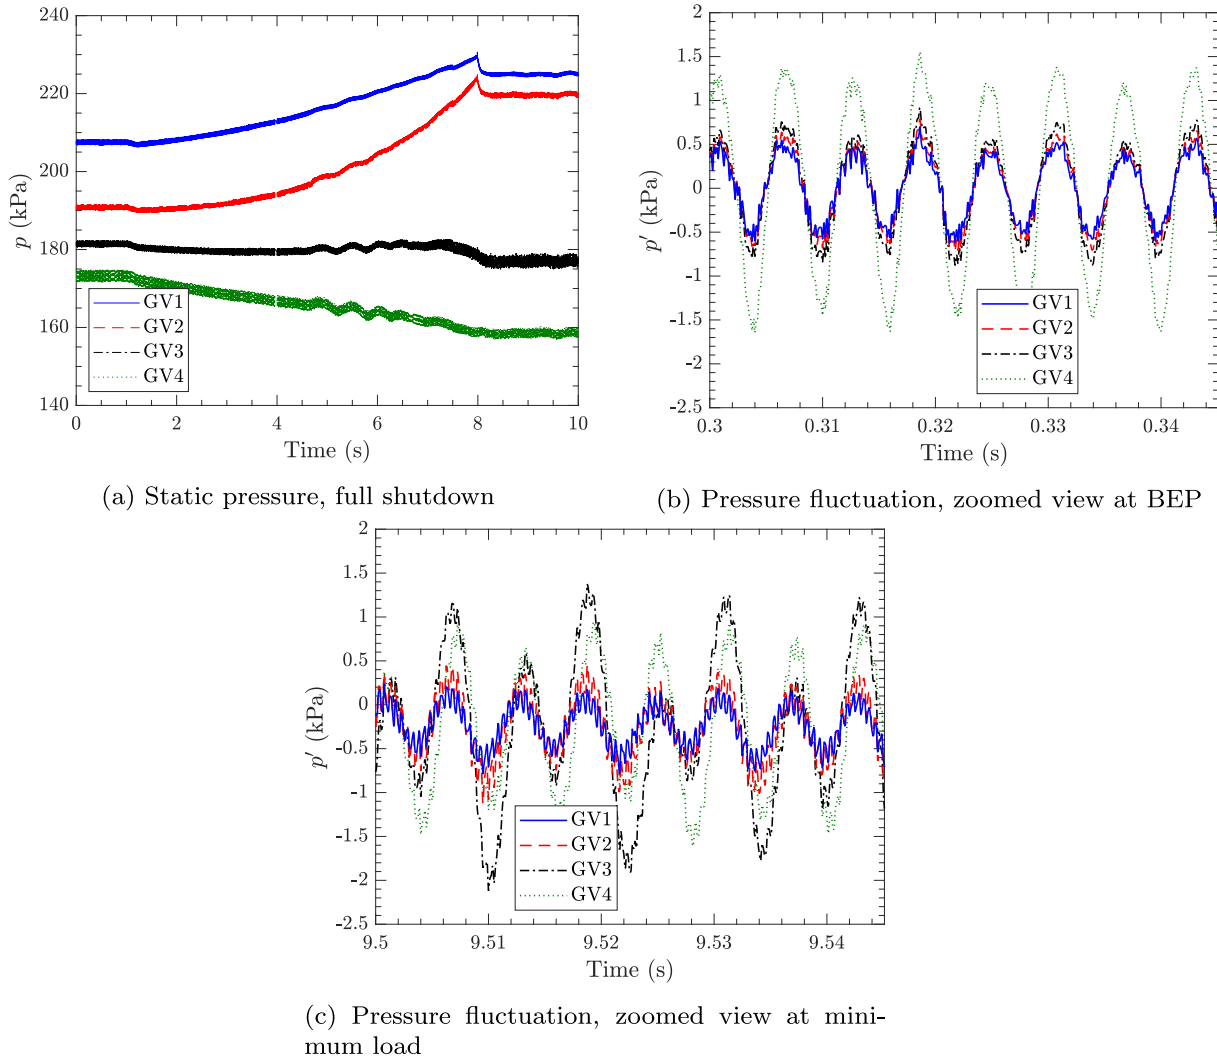 240
220
200
180
160
140
p (kPa)
GV1
GV2
GV3
GV4
0 2 4 6 8 10
Time (s)
(a) Static pressure, full shutdown
2
1.5
1
0.5
0
-0.5
-1
-1.5
-2
-2.5
p′ (kPa)
GV1
GV2
GV3
GV4
0.3 0.31 0.32 0.33 0.34
Time (s)
(b) Pressure fluctuation, zoomed view at BEP
2
1.5
1
0.5
0
-0.5
-1
-1.5
-2
-2.5
p′ (kPa)
GV1
GV2
GV3
GV4
9.5 9.51 9.52 9.53 9.54
Time (s)
(c) Pressure fluctuation, zoomed view at mini-
mum load